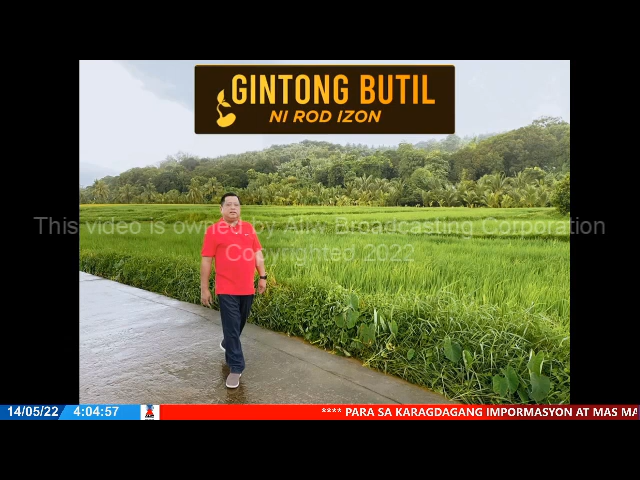 GINTONG BUTIL
NI ROD IZON
This video is owned by Aliw Broadcasting Corporation
Copyrighted 2022
14/05/22 4:04:57 **** PARA SA KARAGDAGANG IMPORMASYON AT MAS MA